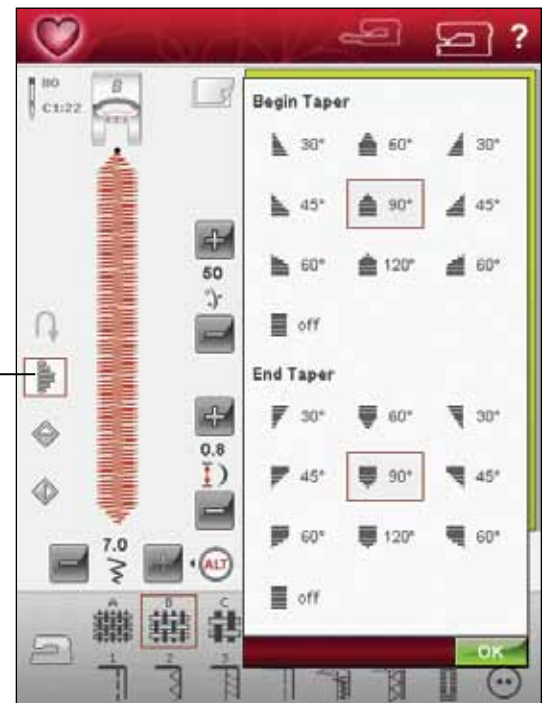 ?
80
C1:22
B
50
0.8
7.0
ALT
A B C
1 2 3
Begin Taper
30° 60° 30°
45° 90° 45°
60° 120° 60°
off
End Taper
30° 60° 30°
45° 90° 45°
60° 120° 60°
off
OK